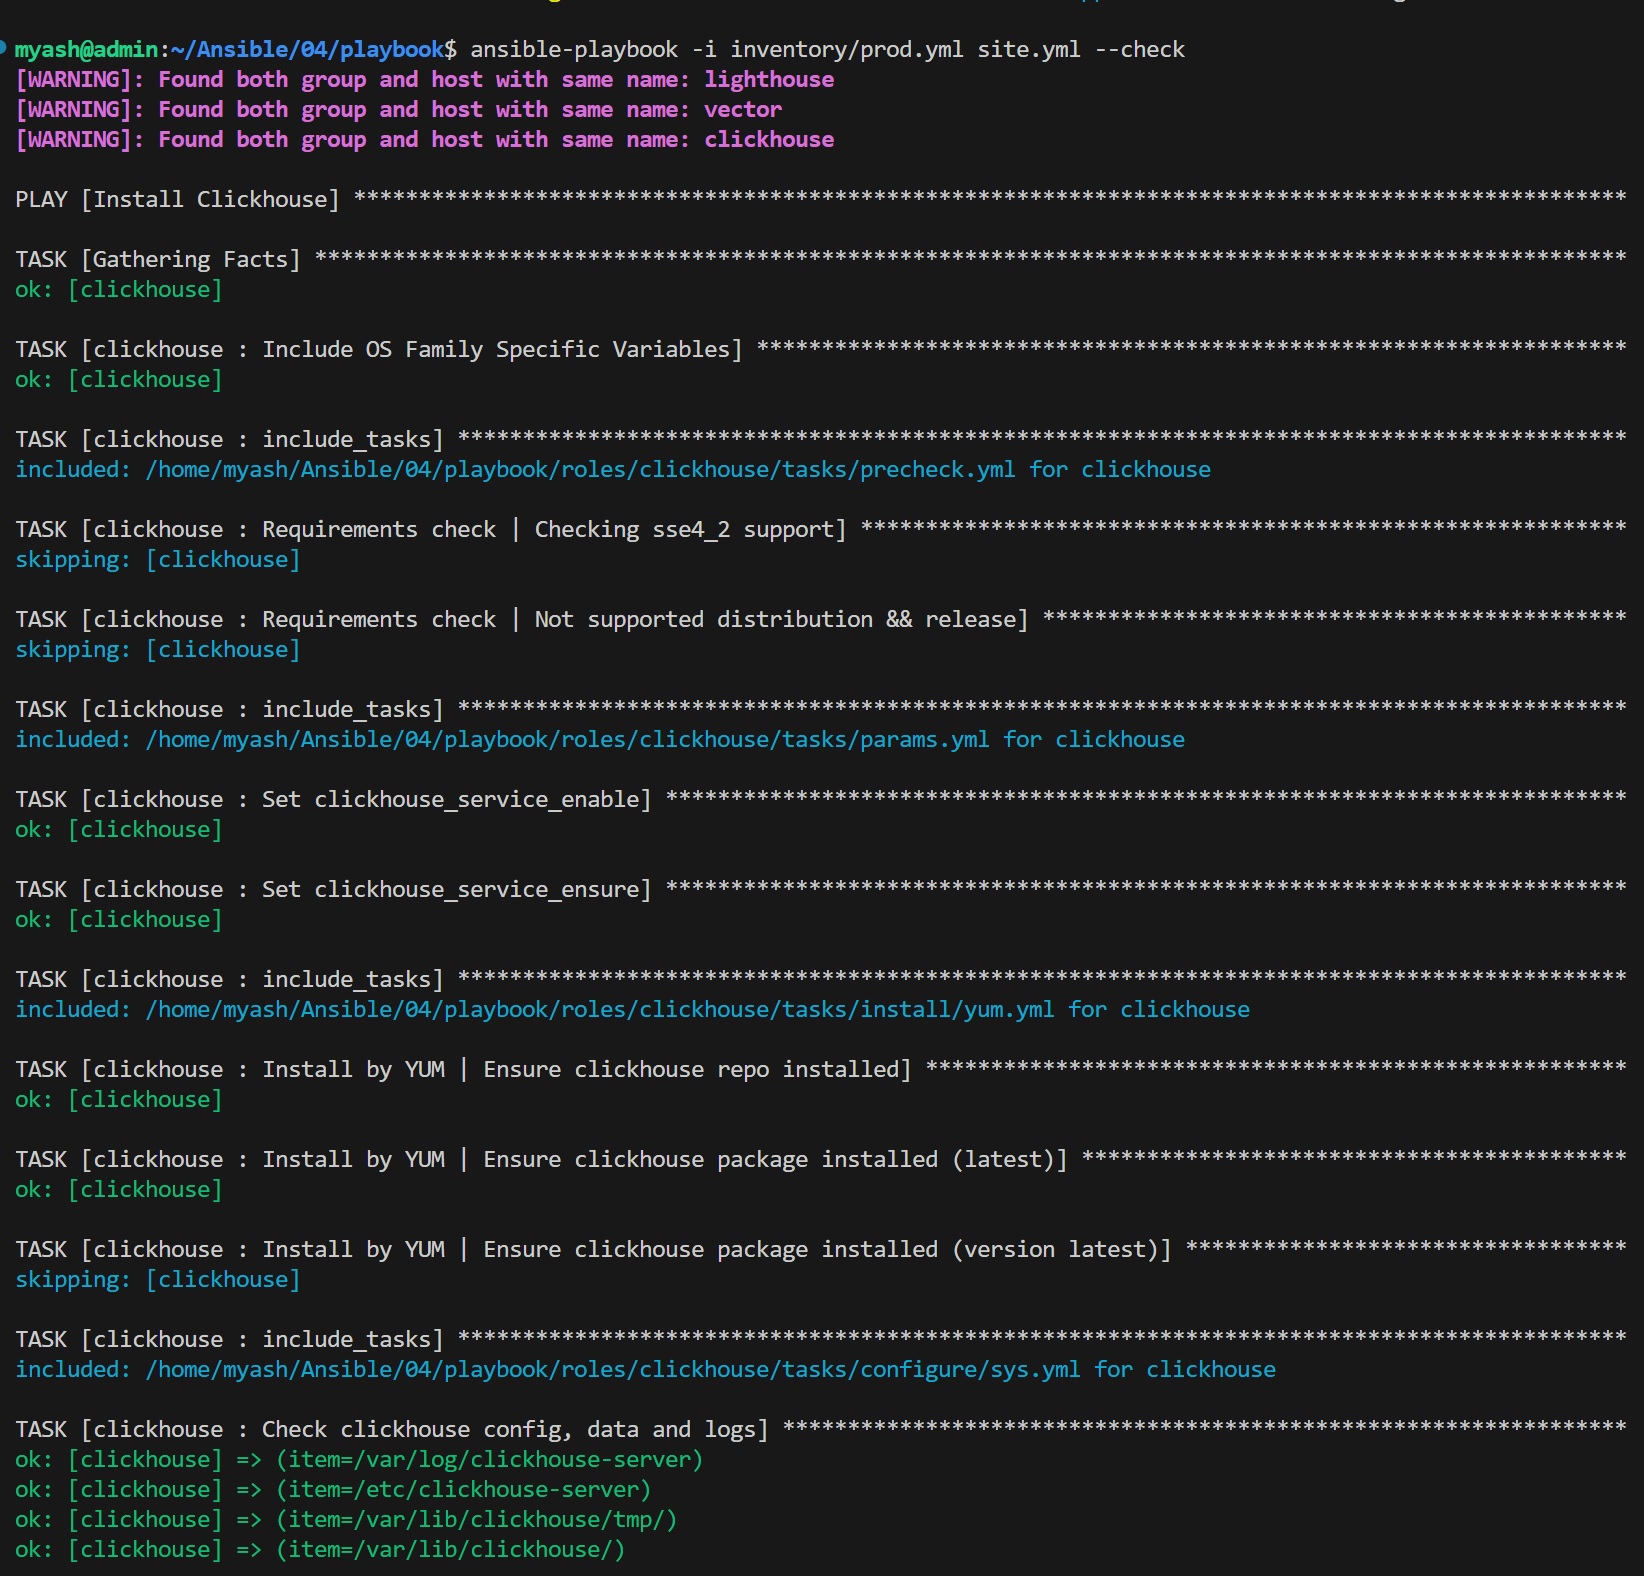 myash@admin:~/Ansible/04/playbook$ ansible-playbook -i inventory/prod.yml site.yml --check
[WARNING]: Found both group and host with same name: lighthouse
[WARNING]: Found both group and host with same name: vector
[WARNING]: Found both group and host with same name: clickhouse
PLAY [Install Clickhouse] **************************************************************************************************
TASK [Gathering Facts] *****************************************************************************************************
ok: [clickhouse]
TASK [clickhouse : Include OS Family Specific Variables] *******************************************************************
ok: [clickhouse]
TASK [clickhouse : include_tasks] ******************************************************************************************
included: /home/myash/Ansible/04/playbook/roles/clickhouse/tasks/precheck.yml for clickhouse
TASK [clickhouse : Requirements check | Checking sse4_2 support] ***********************************************************
skipping: [clickhouse]
TASK [clickhouse : Requirements check | Not supported distribution && release] *********************************************
skipping: [clickhouse]
TASK [clickhouse : include_tasks] ******************************************************************************************
included: /home/myash/Ansible/04/playbook/roles/clickhouse/tasks/params.yml for clickhouse
TASK [clickhouse : Set clickhouse_service_enable] **************************************************************************
ok: [clickhouse]
TASK [clickhouse : Set clickhouse_service_ensure] **************************************************************************
ok: [clickhouse]
TASK [clickhouse : include_tasks] ******************************************************************************************
included: /home/myash/Ansible/04/playbook/roles/clickhouse/tasks/install/yum.yml for clickhouse
TASK [clickhouse : Install by YUM | Ensure clickhouse repo installed] ******************************************************
ok: [clickhouse]
TASK [clickhouse : Install by YUM | Ensure clickhouse package installed (latest)] ******************************************
ok: [clickhouse]
TASK [clickhouse : Install by YUM | Ensure clickhouse package installed (version latest)] **********************************
skipping: [clickhouse]
TASK [clickhouse : include_tasks] ******************************************************************************************
included: /home/myash/Ansible/04/playbook/roles/clickhouse/tasks/configure/sys.yml for clickhouse
TASK [clickhouse : Check clickhouse config, data and logs] *****************************************************************
ok: [clickhouse] => (item=/var/log/clickhouse-server)
ok: [clickhouse] => (item=/etc/clickhouse-server)
ok: [clickhouse] => (item=/var/lib/clickhouse/tmp/)
ok: [clickhouse] => (item=/var/lib/clickhouse/)